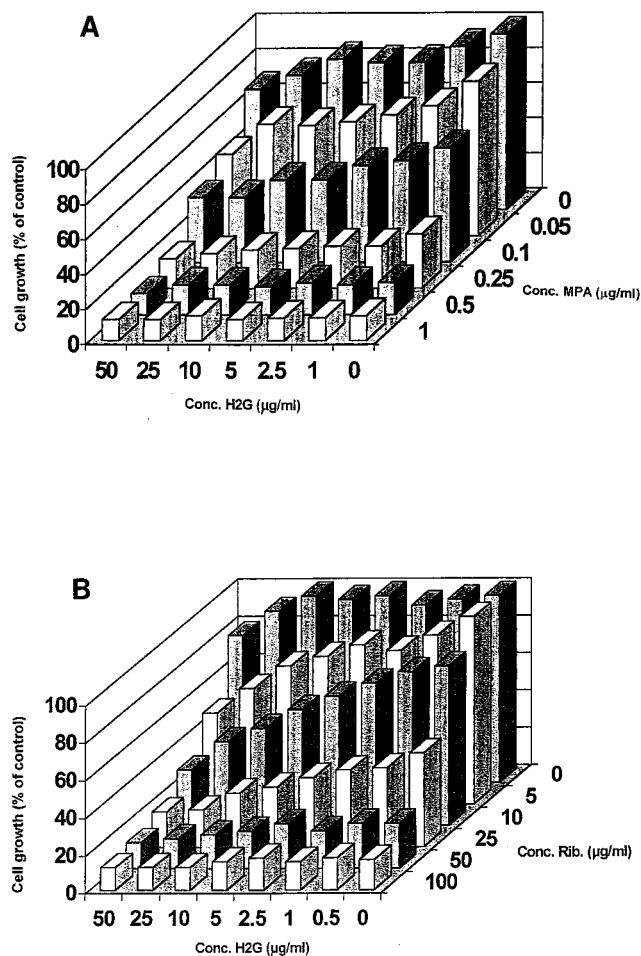 A
Cell growth (% of control)
100
80
60
40
20
0
50 25 10 5 2.5 1 0
Conc. H2G (µg/ml)
0
0.05
0.1
0.25
0.5
1
Conc. MPA (µg/ml)
B
Cell growth (% of control)
100
80
60
40
20
0
50 25 10 5 2.5 1 0.5 0
Conc. H2G (µg/ml)
0
5
10
25
50
100
Conc. Rib. (µg/ml)